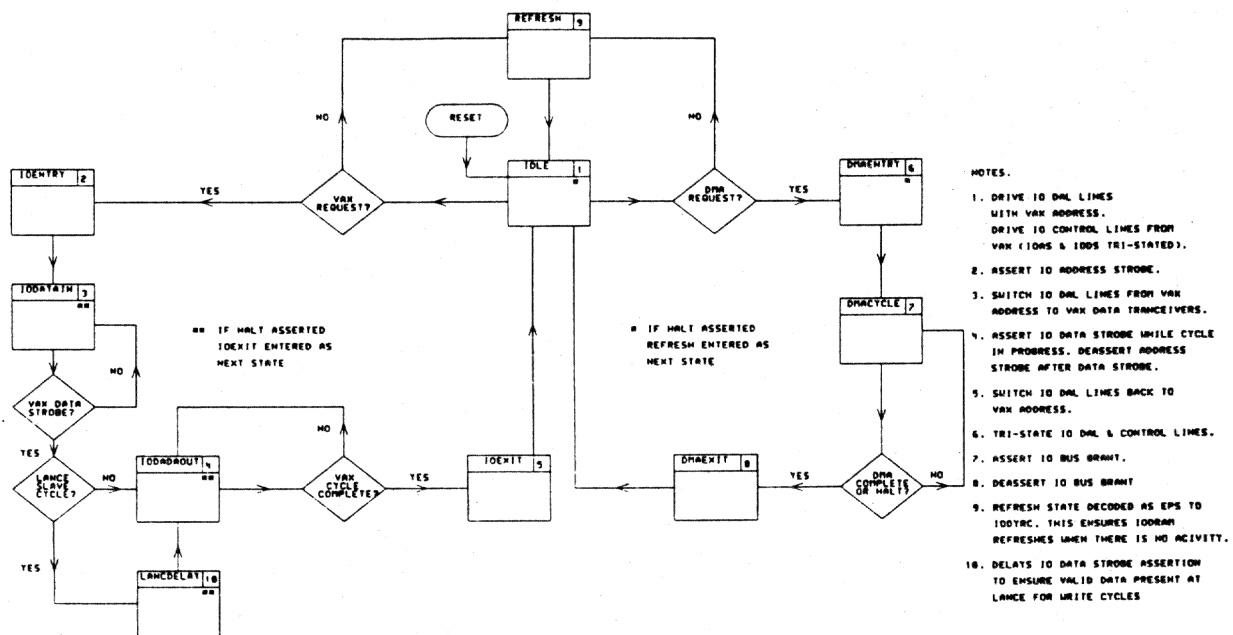 REFRESH 9
NO
NO
RESET
IDLE 1
*
IOENTRY 2
YES
VAX
REQUEST?
DMA
REQUEST?
YES
DMAENTRY 6
*
IODATAIN 3
**
** IF HALT ASSERTED
IOEXIT ENTERED AS
NEXT STATE
* IF HALT ASSERTED
REFRESH ENTERED AS
NEXT STATE
DMACYCLE 7
NO
VAX DATA
STROBE?
YES
LANCE
SLAVE
CYCLE?
NO
IODADAOUT 4
**
NO
VAX
CYCLE
COMPLETE?
YES
IOEXIT 5
DMAEXIT 8
YES
DMA
COMPLETE
OR HALT?
NO
YES
LANCDELAY 10
**
NOTES.
1. DRIVE IO DAL LINES
WITH VAX ADDRESS.
DRIVE IO CONTROL LINES FROM
VAX (IOAS & IODS TRI-STATED).
2. ASSERT IO ADDRESS STROBE.
3. SWITCH IO DAL LINES FROM VAX
ADDRESS TO VAX DATA TRANCEIVERS.
4. ASSERT IO DATA STROBE WHILE CYCLE
IN PROGRESS. DEASSERT ADDRESS
STROBE AFTER DATA STROBE.
5. SWITCH IO DAL LINES BACK TO
VAX ADDRESS.
6. TRI-STATE IO DAL & CONTROL LINES.
7. ASSERT IO BUS GRANT.
8. DEASSERT IO BUS GRANT
9. REFRESH STATE DECODED AS EPS TO
IODYRC. THIS ENSURES IODRAM
REFRESHES WHEN THERE IS NO ACIVITY.
10. DELAYS IO DATA STROBE ASSERTION
TO ENSURE VALID DATA PRESENT AT
LANCE FOR WRITE CYCLES